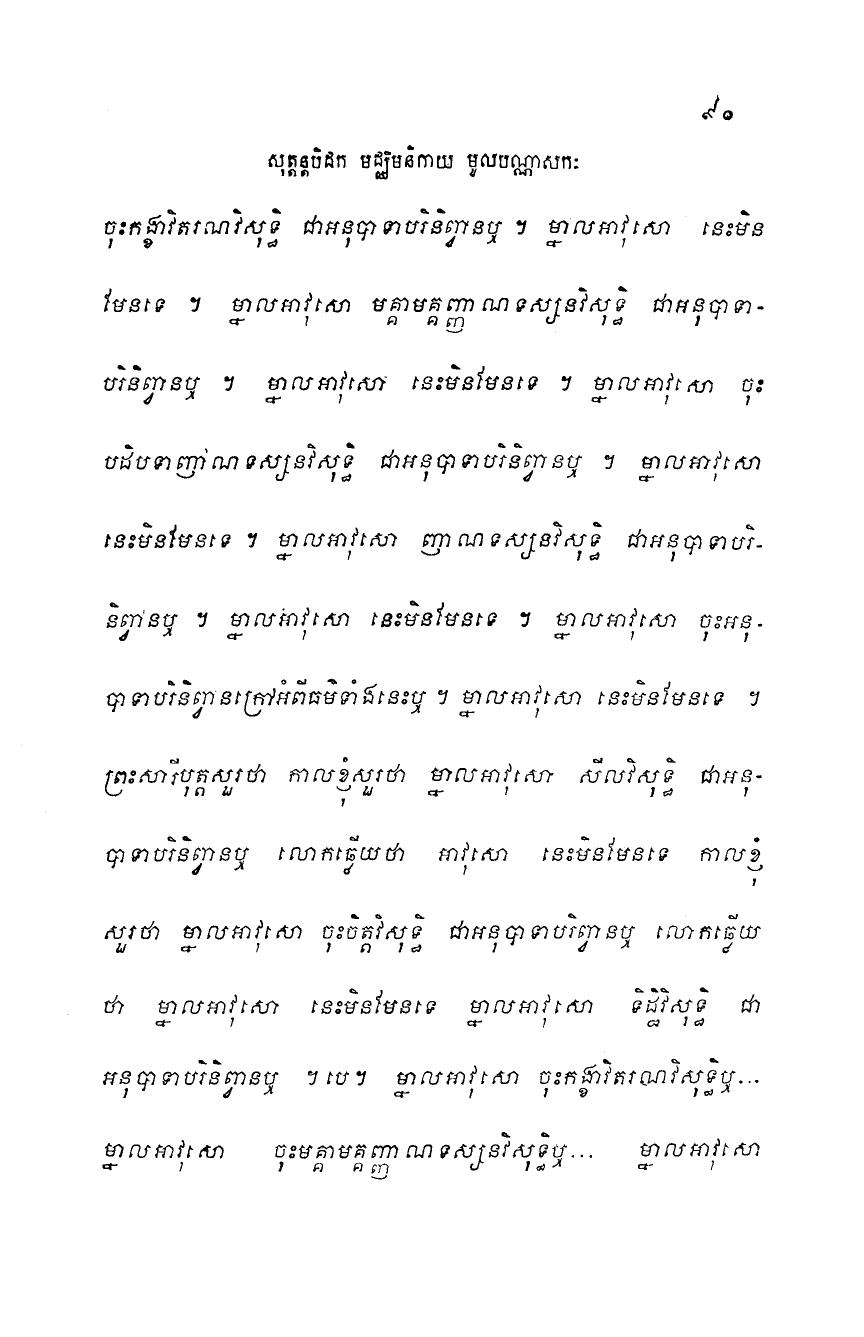 ៩០
សុត្តន្តបិដក មជ្ឈិមនិកាយ មូលបណ្ណាសកៈ
ចុះកង្ខាវិតរណវិសុទ្ធិ ជាអនុបាទាបរិនិព្វានឬ ។ ម្នាលអាវុសោ នេះមិន
មែនទេ ។ ម្នាលអាវុសោ មគ្គាមគ្គញ្ញាណទស្សនវិសុទ្ធិ ជាអនុបាទា-
បរិនិព្វានឬ ។ ម្នាលអាវុសោ នេះមិនមែនទេ ។ ម្នាលអាវុសោ ចុះ
បដិបទាញាណទស្សនវិសុទ្ធិ ជាអនុបាទាបរិនិព្វានឬ ។ ម្នាលអាវុសោ
នេះមិនមែនទេ ។ ម្នាលអាវុសោ ញាណទស្សនវិសុទ្ធិ ជាអនុបាទាបរិ-
និព្វានឬ ។ ម្នាលអាវុសោ នេះមិនមែនទេ ។ ម្នាលអាវុសោ ចុះអនុ-
បាទាបរិនិព្វានក្រៅអំពីធម៌ទាំងនេះឬ ។ ម្នាលអាវុសោ នេះមិនមែនទេ ។
ព្រះសារីបុត្តសួរថា កាលខ្ញុំសួរថា ម្នាលអាវុសោ សីលវិសុទ្ធិ ជាអនុ-
បាទាបរិនិព្វានឬ លោកឆ្លើយថា អាវុសោ នេះមិនមែនទេ កាលខ្ញុំ
សួរថា ម្នាលអាវុសោ ចុះចិត្តវិសុទ្ធិ ជាអនុបាទាបរិព្វានឬ លោកឆ្លើយ
ថា ម្នាលអាវុសោ នេះមិនមែនទេ ម្នាលអាវុសោ ទិដ្ឋិវិសុទ្ធិ ជា
អនុបាទាបរិនិព្វានឬ ។បេ។ ម្នាលអាវុសោ ចុះកង្ខាវិតរណវិសុទ្ធិឬ...
ម្នាលអាវុសោ ចុះមគ្គាមគ្គញ្ញាណទស្សនវិសុទ្ធិឬ... ម្នាលអាវុសោ